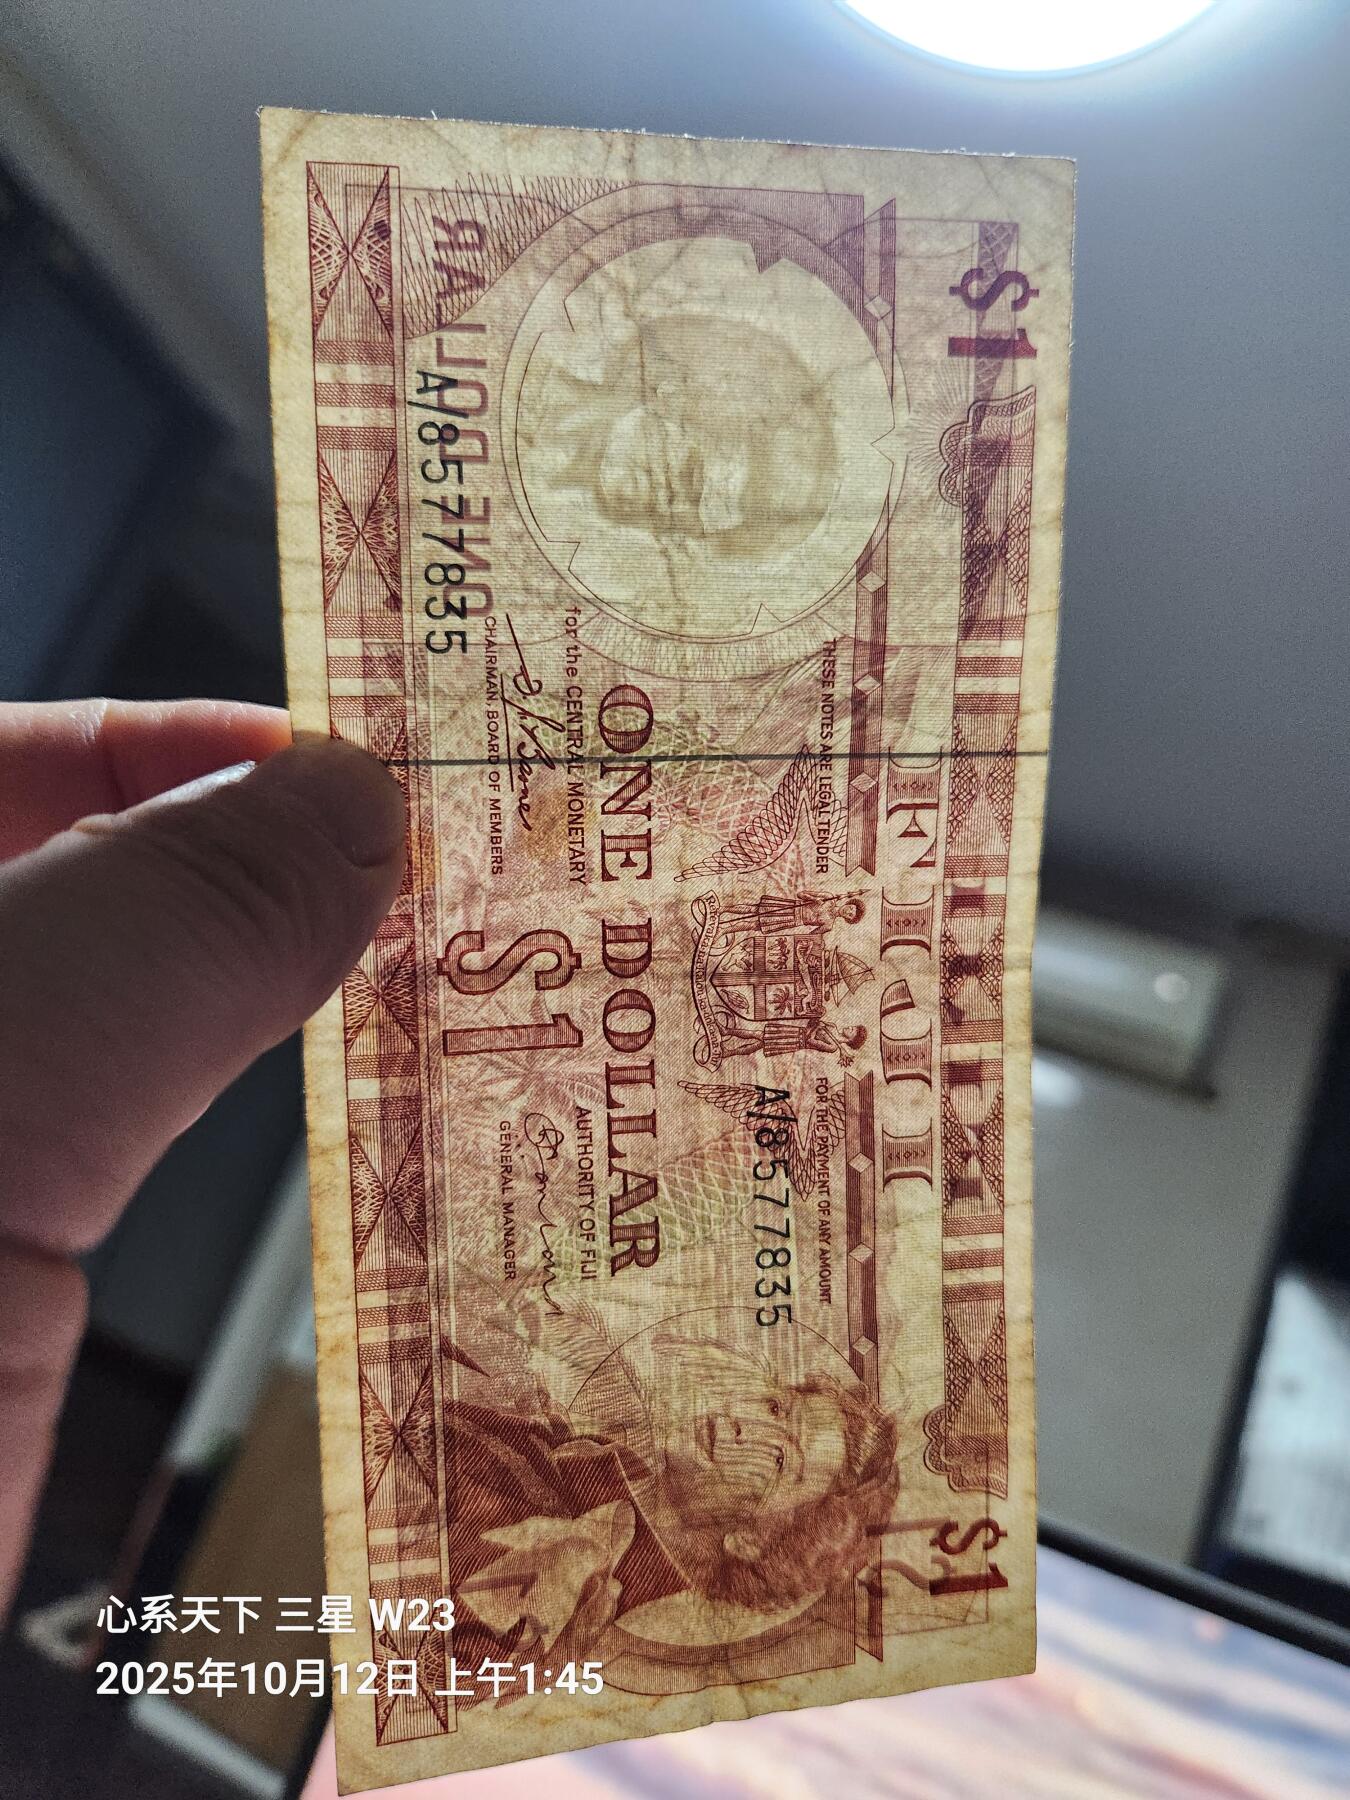 FIJI
$1
$1
THESE NOTES ARE LEGAL TENDER
FOR THE PAYMENT OF ANY AMOUNT
A/8577835
ONE DOLLAR
for the CENTRAL MONETARY
AUTHORITY OF FIJI
CHAIRMAN, BOARD OF MEMBERS
GENERAL MANAGER
A/8577835
$1
ONE DOLLAR
心系天下 三星 W23
2025年10月12日 上午1:45